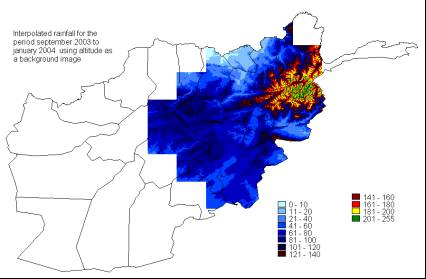 Interpolated rainfall for the
period september 2003 to
january 2004 using altitude as
a background image
0 - 10
11 - 20
21 - 40
41 - 60
61 - 80
81 - 100
101 - 120
121 - 140
141 - 160
161 - 180
181 - 200
201 - 255